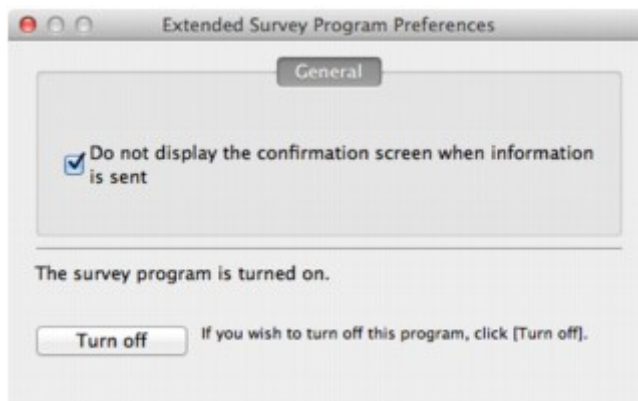 Extended Survey Program Preferences
General
Do not display the confirmation screen when information
is sent
The survey program is turned on.
Turn off
If you wish to turn off this program, click [Turn off].